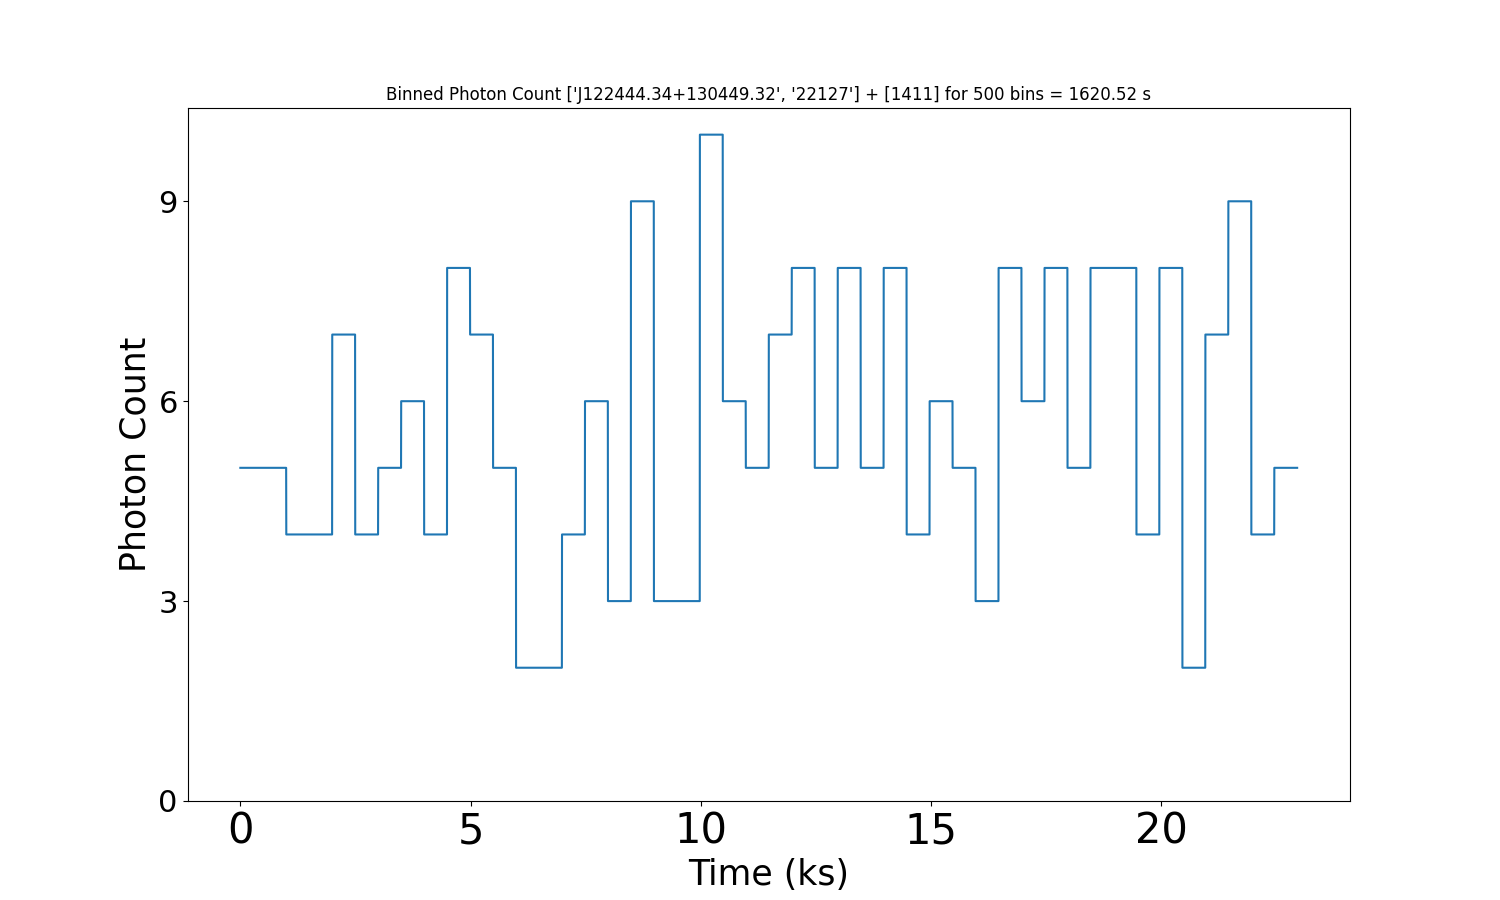 Binned Photon Count ['J122444.34+130449.32', '22127'] + [1411] for 500 bins = 1620.52 s
Photon Count
9
6
3
0
0 5 10 15 20
Time (ks)